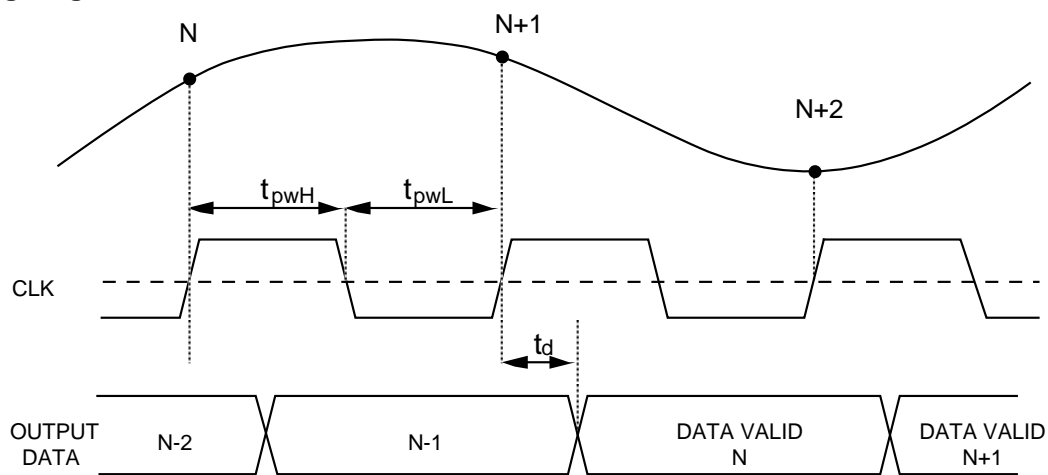 N
N+1
N+2
tpwH
tpwL
CLK
td
OUTPUT
DATA
N-2
N-1
DATA VALID
N
DATA VALID
N+1